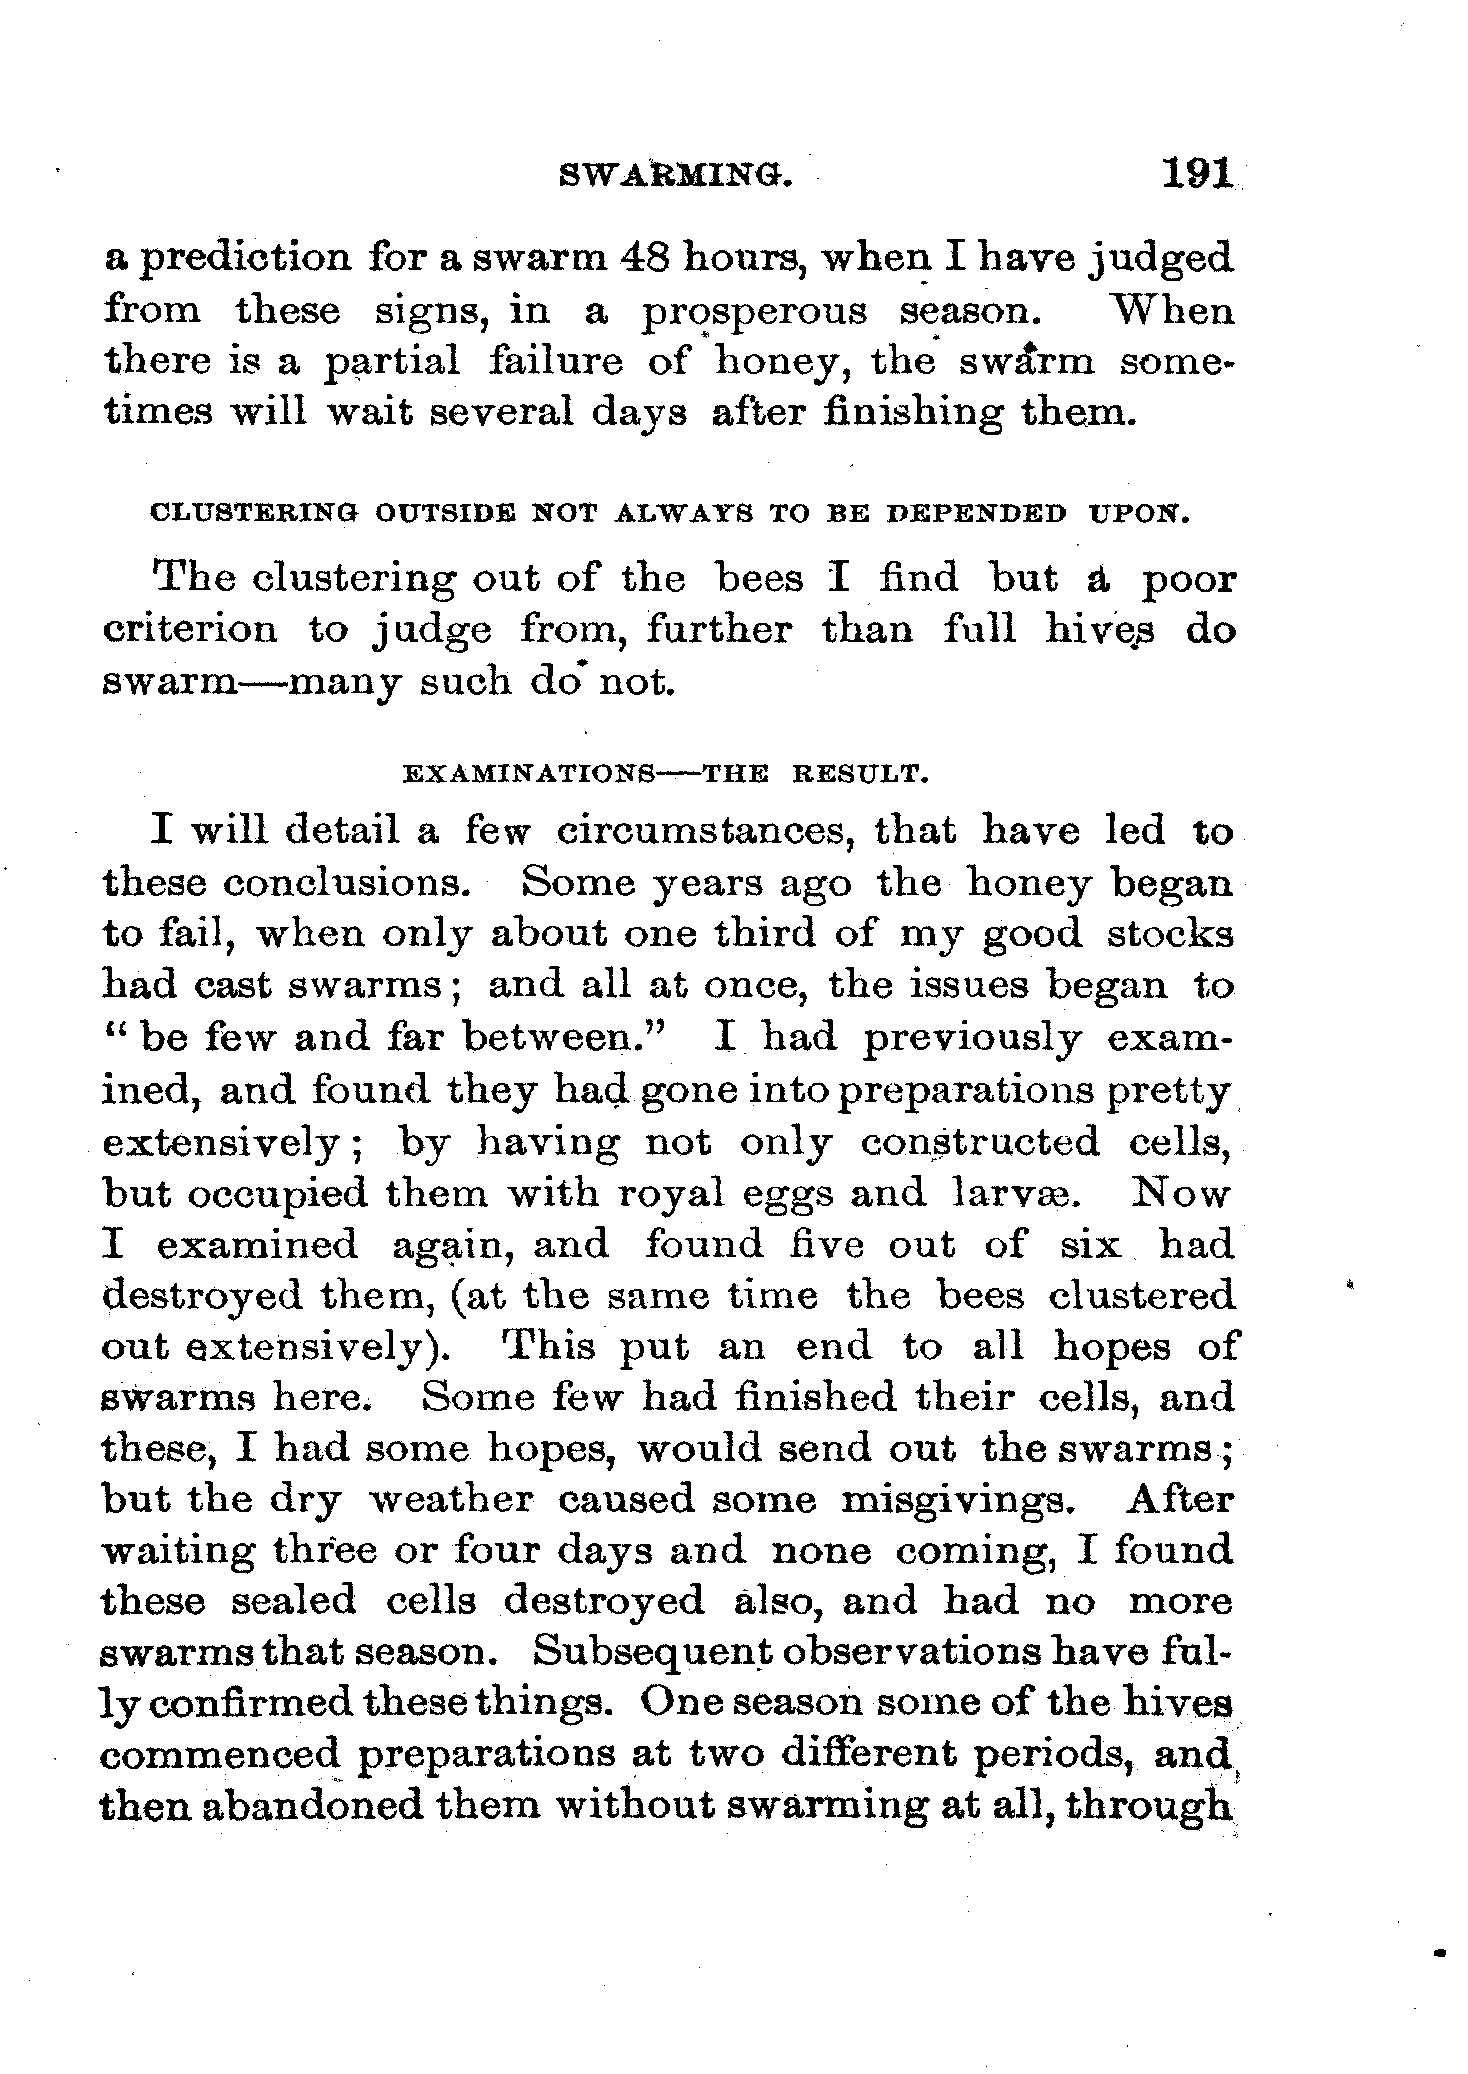 SWARMING. 191
a prediction for a swarm 48 hours, when I have judged
from these signs, in a prosperous season. When
there is a partial failure of honey, the swarm some-
times will wait several days after finishing them.
CLUSTERING OUTSIDE NOT ALWAYS TO BE DEPENDED UPON.
The clustering out of the bees I find but a poor
criterion to judge from, further than full hives do
swarm—many such do not.
EXAMINATIONS—THE RESULT.
I will detail a few circumstances, that have led to
these conclusions. Some years ago the honey began
to fail, when only about one third of my good stocks
had cast swarms; and all at once, the issues began to
"be few and far between." I had previously exam-
ined, and found they had gone into preparations pretty
extensively; by having not only constructed cells,
but occupied them with royal eggs and larvæ. Now
I examined again, and found five out of six had
destroyed them, (at the same time the bees clustered
out extensively). This put an end to all hopes of
swarms here. Some few had finished their cells, and
these, I had some hopes, would send out the swarms;
but the dry weather caused some misgivings. After
waiting three or four days and none coming, I found
these sealed cells destroyed also, and had no more
swarms that season. Subsequent observations have ful-
ly confirmed these things. One season some of the hives
commenced preparations at two different periods, and
then abandoned them without swarming at all, through